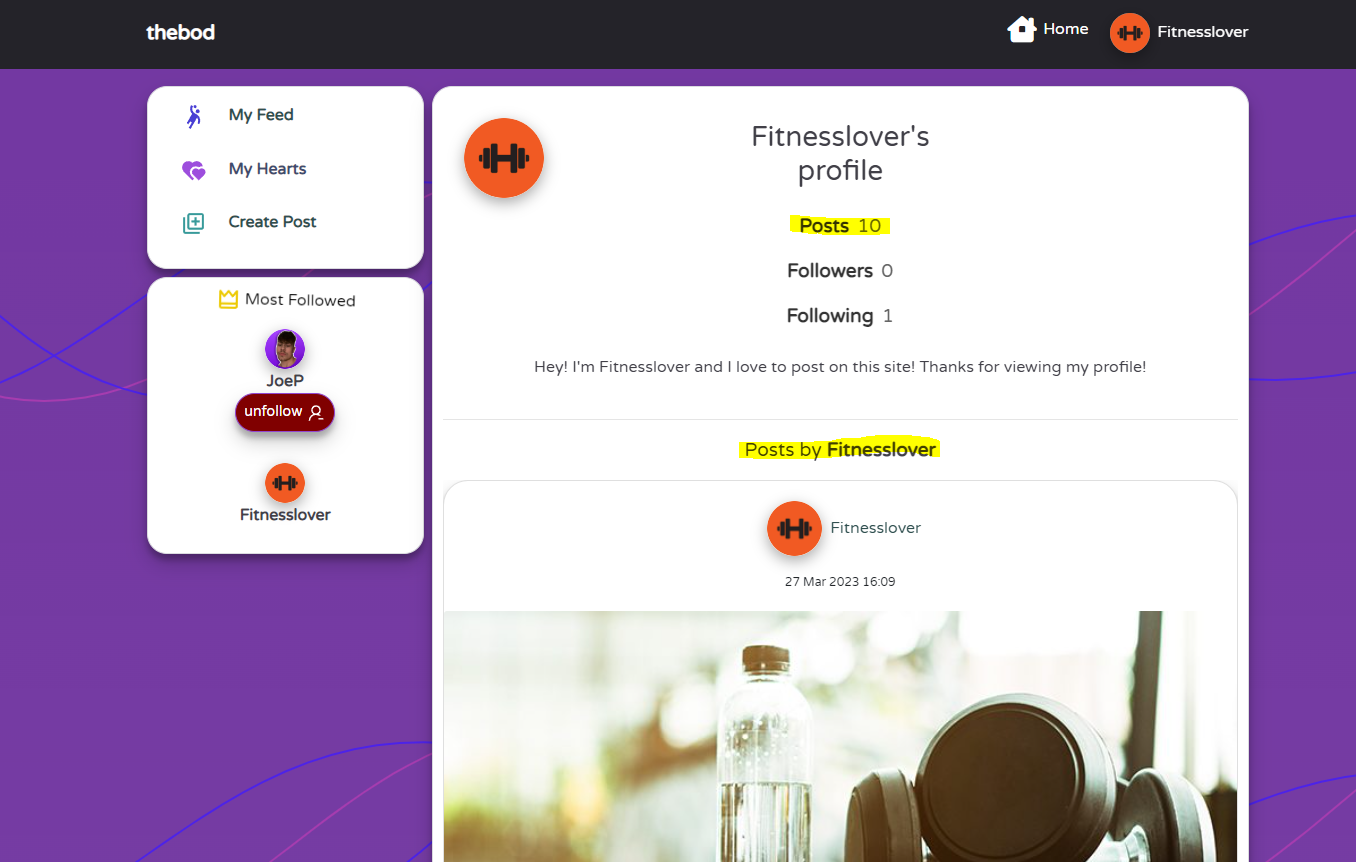 thebod
Home
Fitnesslover
My Feed
My Hearts
Create Post
Most Followed
JoeP
unfollow
Fitnesslover
Fitnesslover's
profile
Posts 10
Followers 0
Following 1
Hey! I'm Fitnesslover and I love to post on this site! Thanks for viewing my profile!
Posts by Fitnesslover
Fitnesslover
27 Mar 2023 16:09